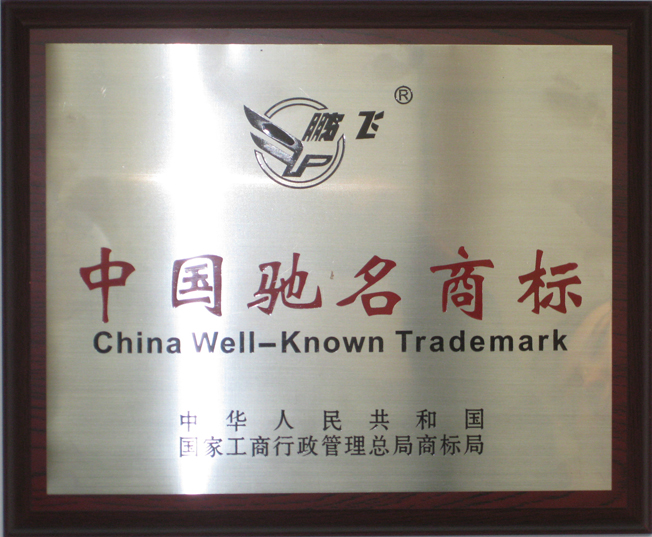 鹏飞®
P
中国驰名商标
China Well-Known Trademark
中华人民共和国
国家工商行政管理总局商标局